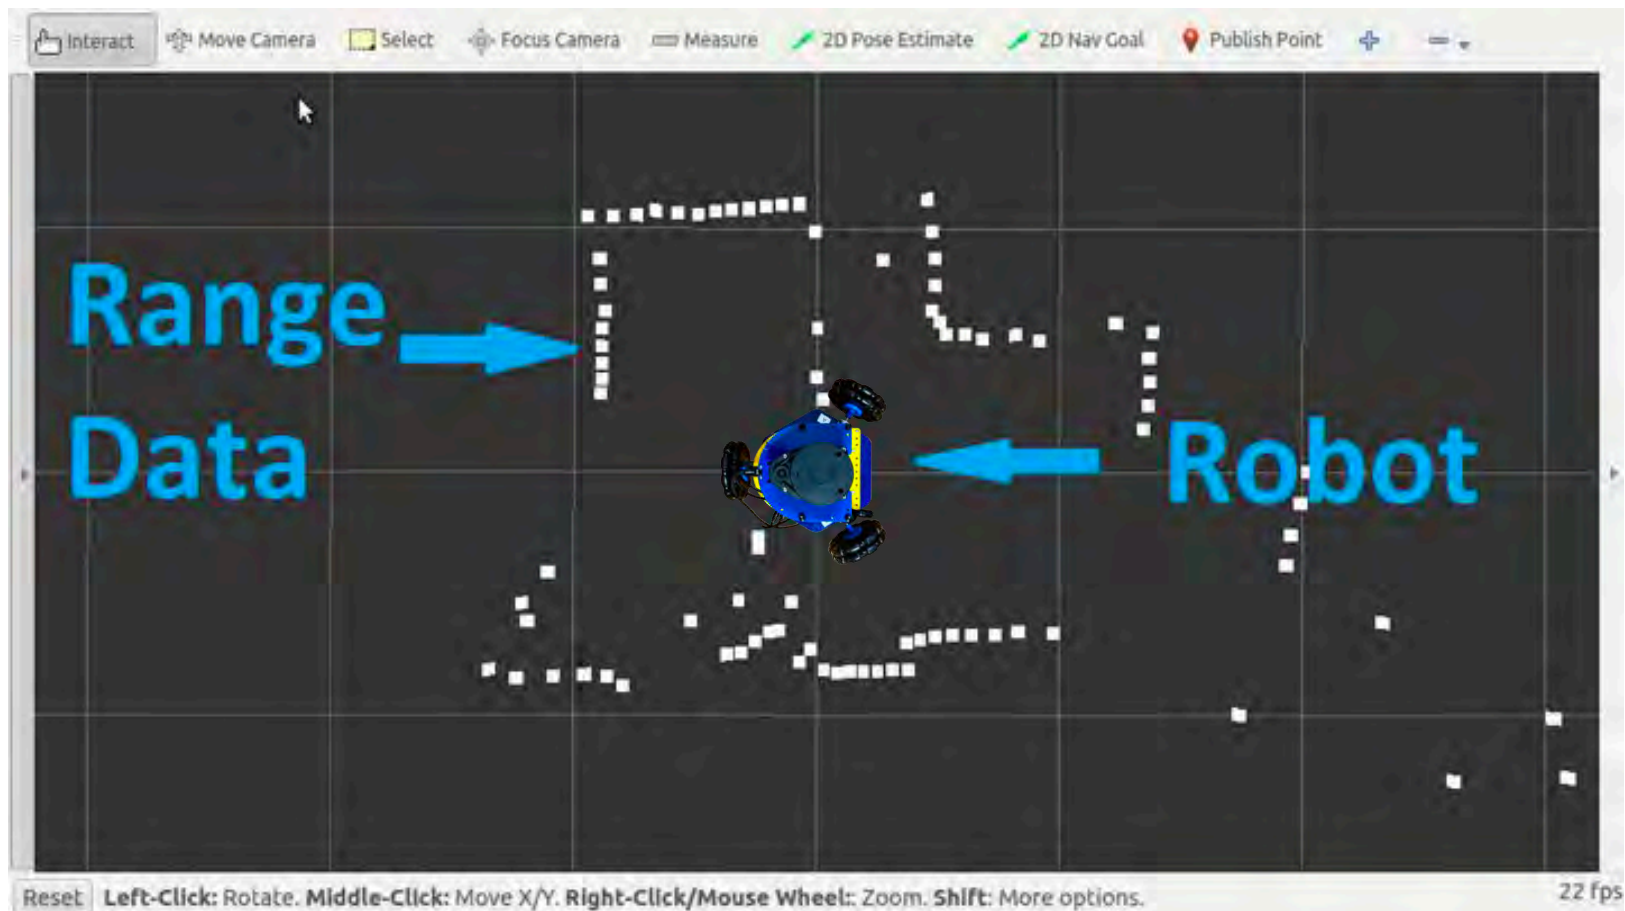 Interact Move Camera Select Focus Camera Measure 2D Pose Estimate 2D Nav Goal Publish Point
Range
Data
Robot
Reset Left-Click: Rotate. Middle-Click: Move X/Y. Right-Click/Mouse Wheel:: Zoom. Shift: More options. 22 fps